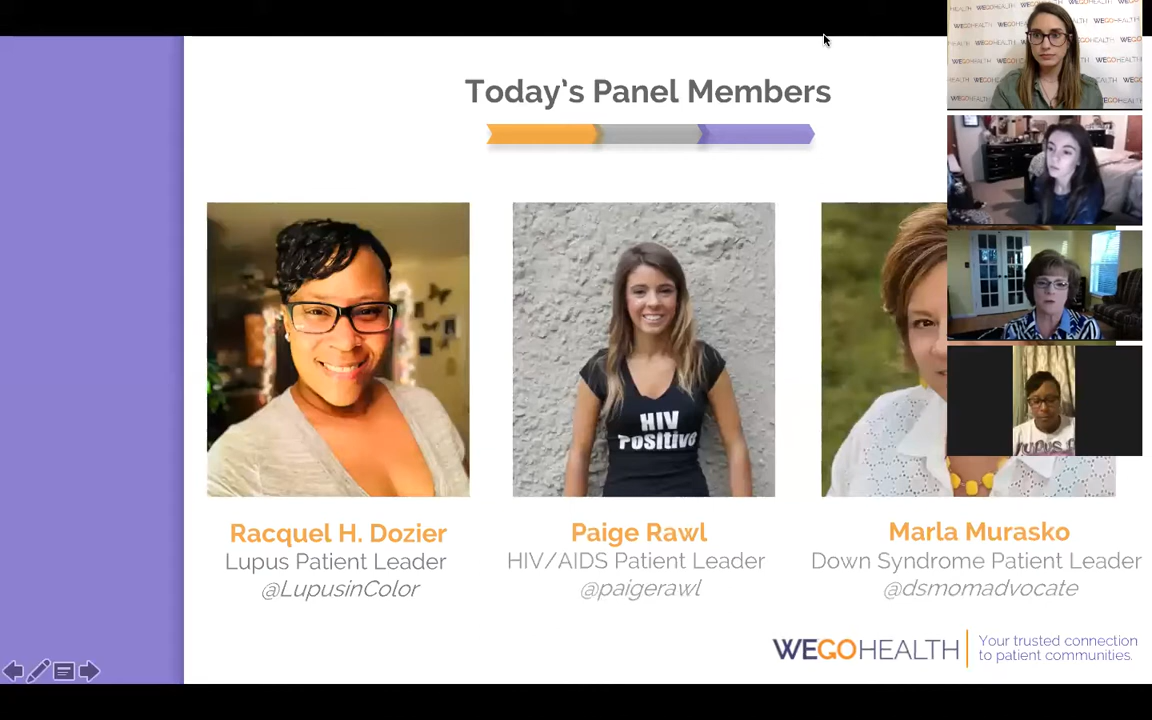 Today's Panel Members
HIV
POSITIVE
Racquel H. Dozier
Lupus Patient Leader
@LupusinColor
Paige Rawl
HIV/AIDS Patient Leader
@paigerawl
Marla Murasko
Down Syndrome Patient Leader
@dsmomadvocate
WEGOHEALTH
Your trusted connection
to patient communities.
WEGOHEALTH